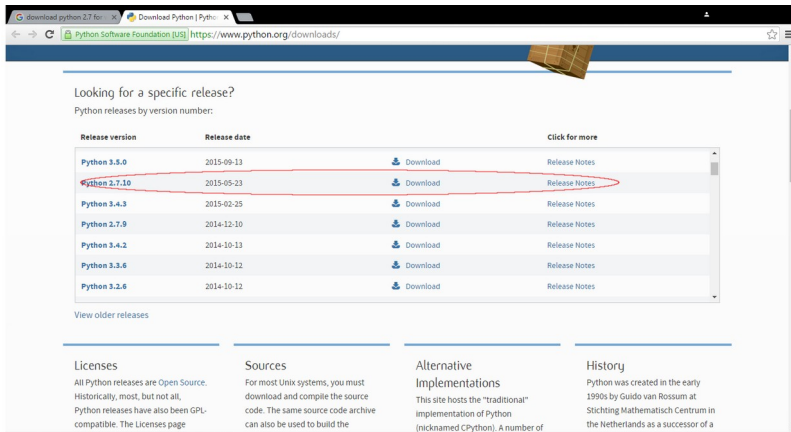 download python 2.7 for
Download Python | Pytho
Python Software Foundation [US] https://www.python.org/downloads/
Looking for a specific release?
Python releases by version number:
Release version Release date Click for more
Python 3.5.0 2015-09-13 Download Release Notes
Python 2.7.10 2015-05-23 Download Release Notes
Python 3.4.3 2015-02-25 Download Release Notes
Python 2.7.9 2014-12-10 Download Release Notes
Python 3.4.2 2014-10-13 Download Release Notes
Python 3.3.6 2014-10-12 Download Release Notes
Python 3.2.6 2014-10-12 Download Release Notes
View older releases
Licenses
All Python releases are Open Source.
Historically, most, but not all,
Python releases have also been GPL-
compatible. The Licenses page
Sources
For most Unix systems, you must
download and compile the source
code. The same source code archive
can also be used to build the
Alternative
Implementations
This site hosts the "traditional"
implementation of Python
(nicknamed CPython). A number of
History
Python was created in the early
1990s by Guido van Rossum at
Stichting Mathematisch Centrum in
the Netherlands as a successor of a